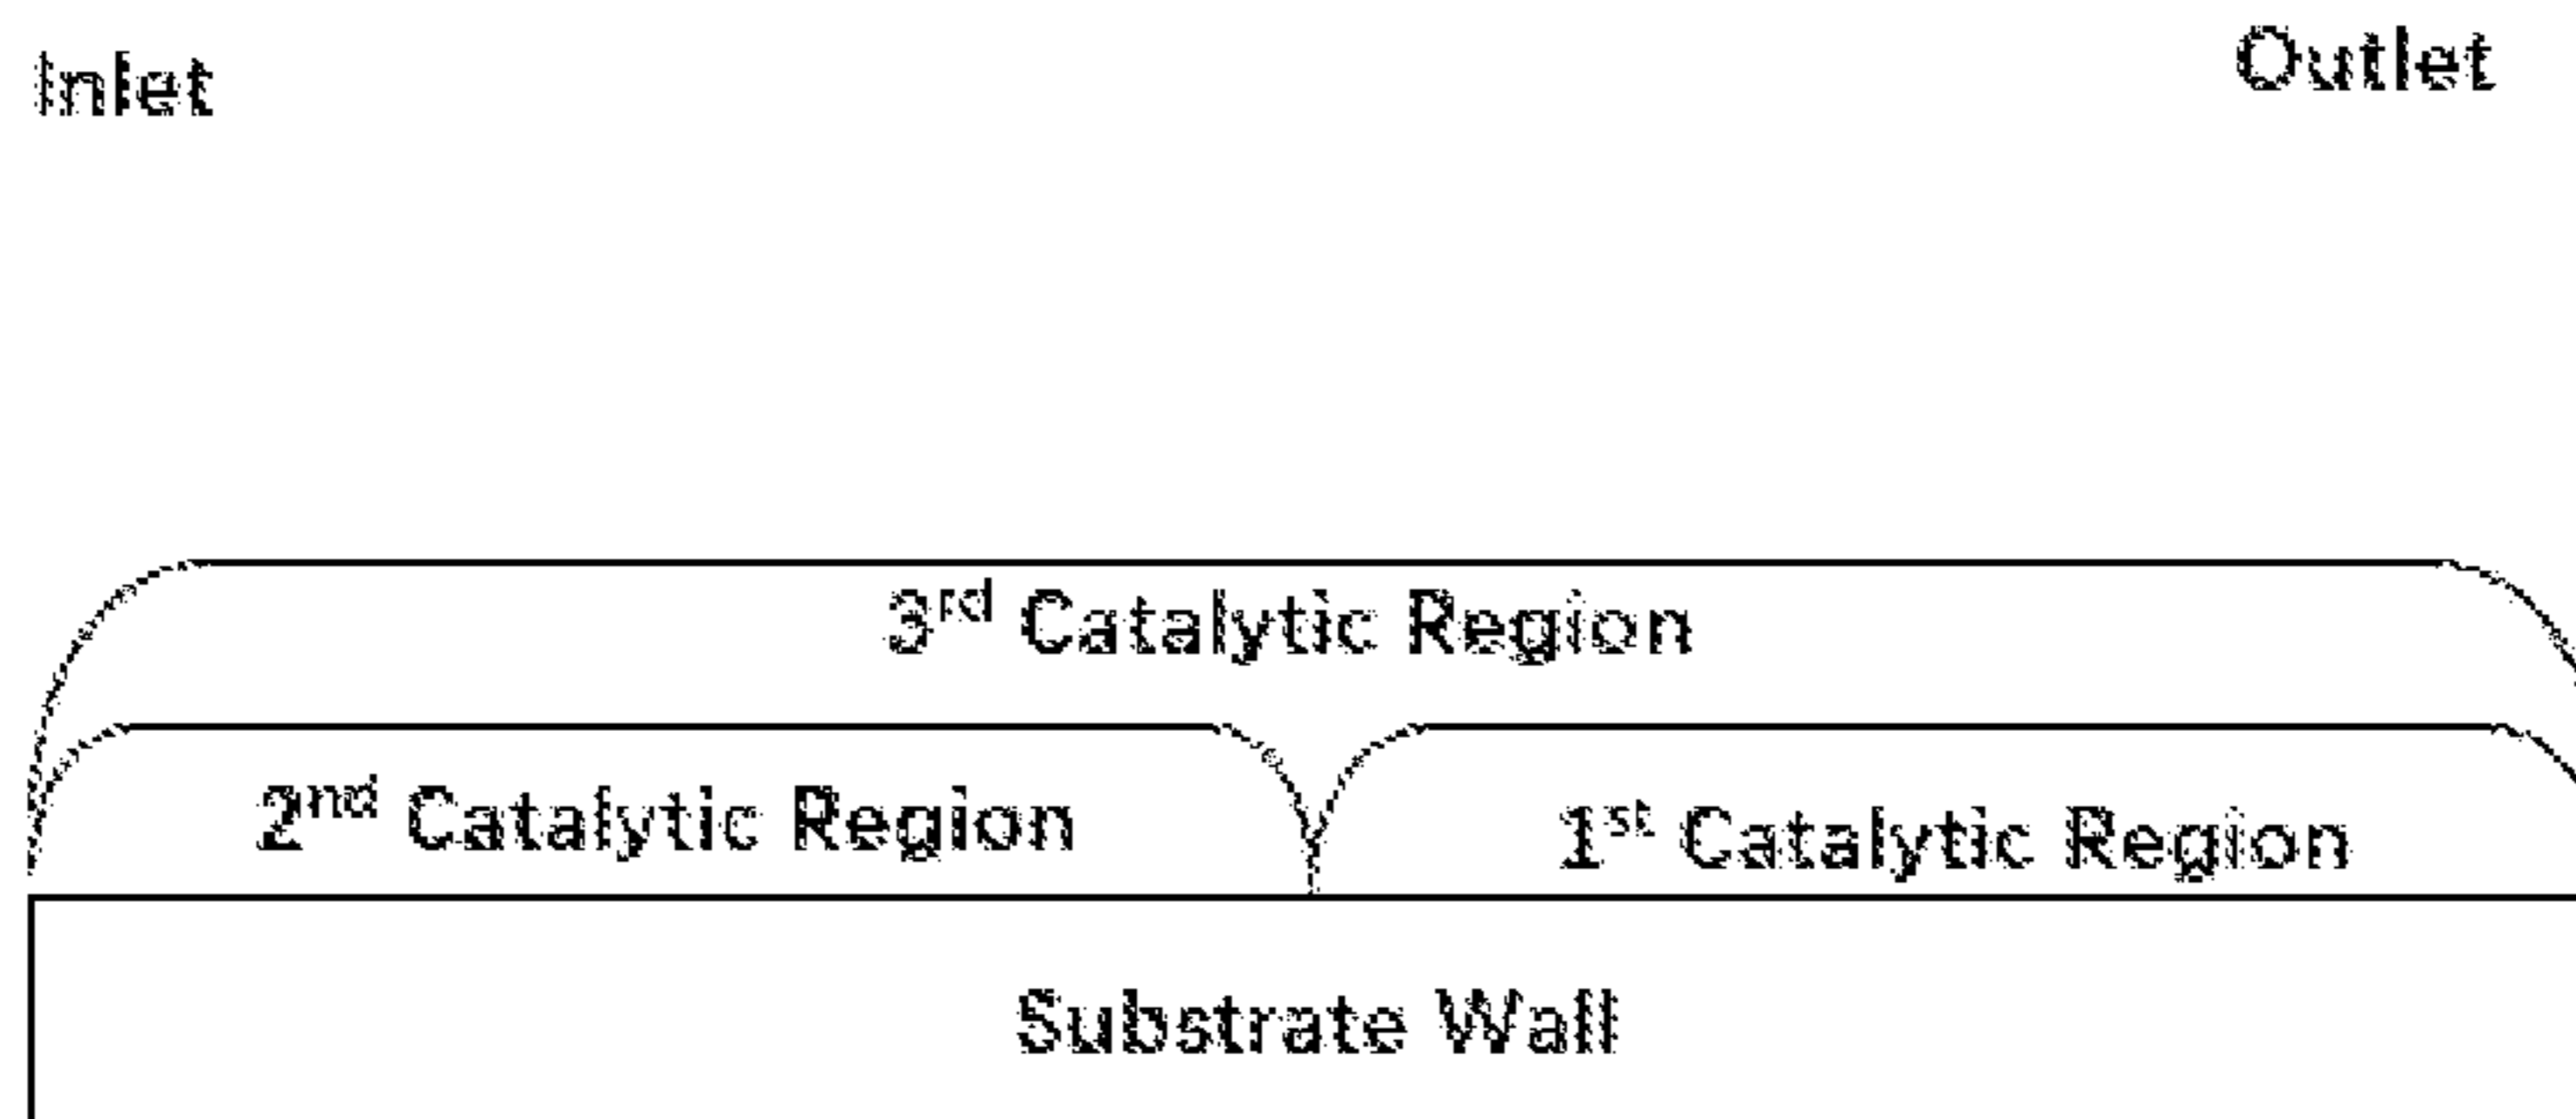 Inlet
Outlet
3rd Catalytic Region
2nd Catalytic Region
1st Catalytic Region
Substrate Wall